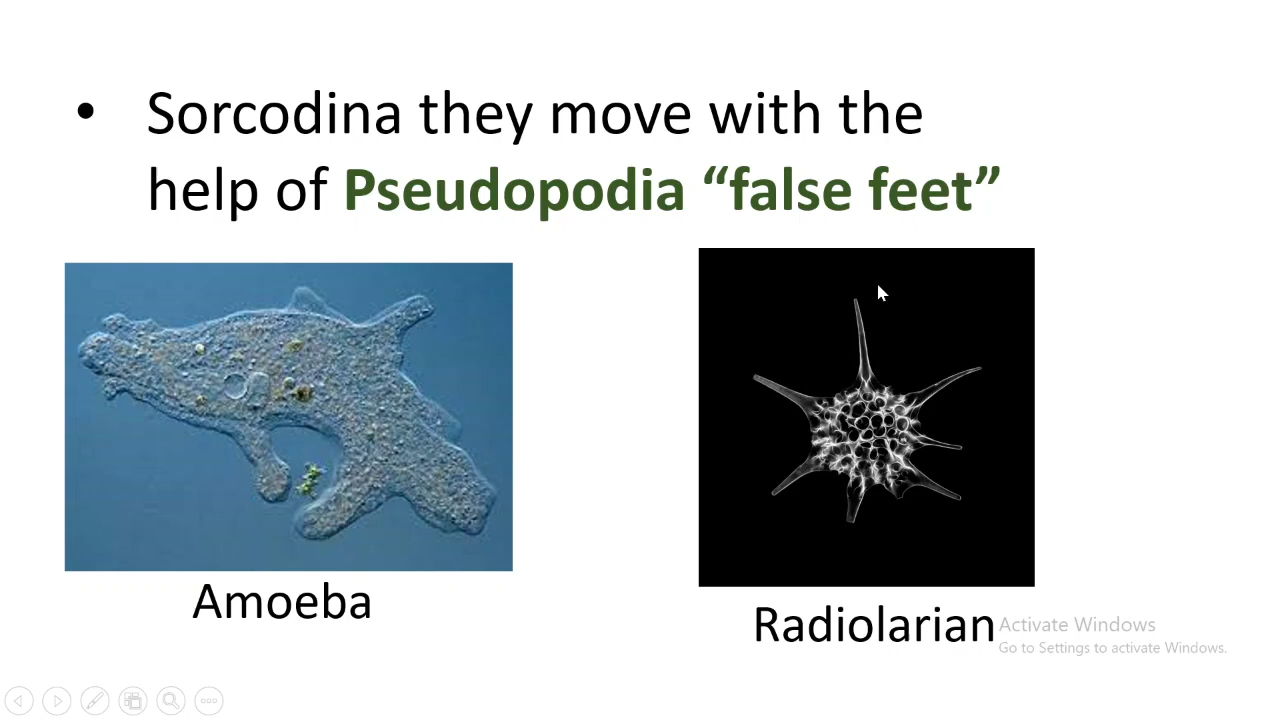 • Sorcodina they move with the
help of Pseudopodia “false feet”
Amoeba
Radiolarian
Activate Windows
Go to Settings to activate Windows.